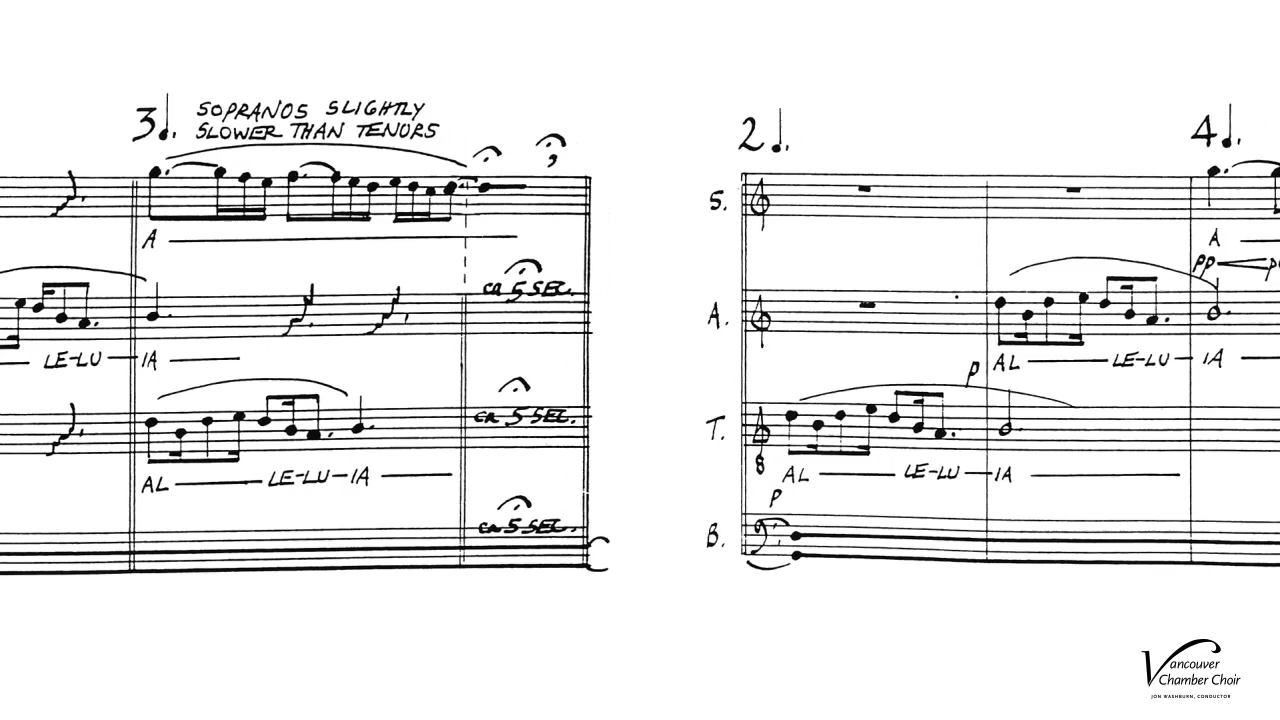 3 SOPRANOS SLIGHTLY
SLOWER THAN TENORS
A
ca 5 SEC.
LE-LU-IA
ca 5 SEC.
AL LE-LU-IA
ca 5 SEC.
2 4
S.
A
pp
A.
AL LE-LU-IA
p
T.
8
AL LE-LU-IA
p
B.
Vancouver
Chamber Choir
JON WASHBURN, CONDUCTOR